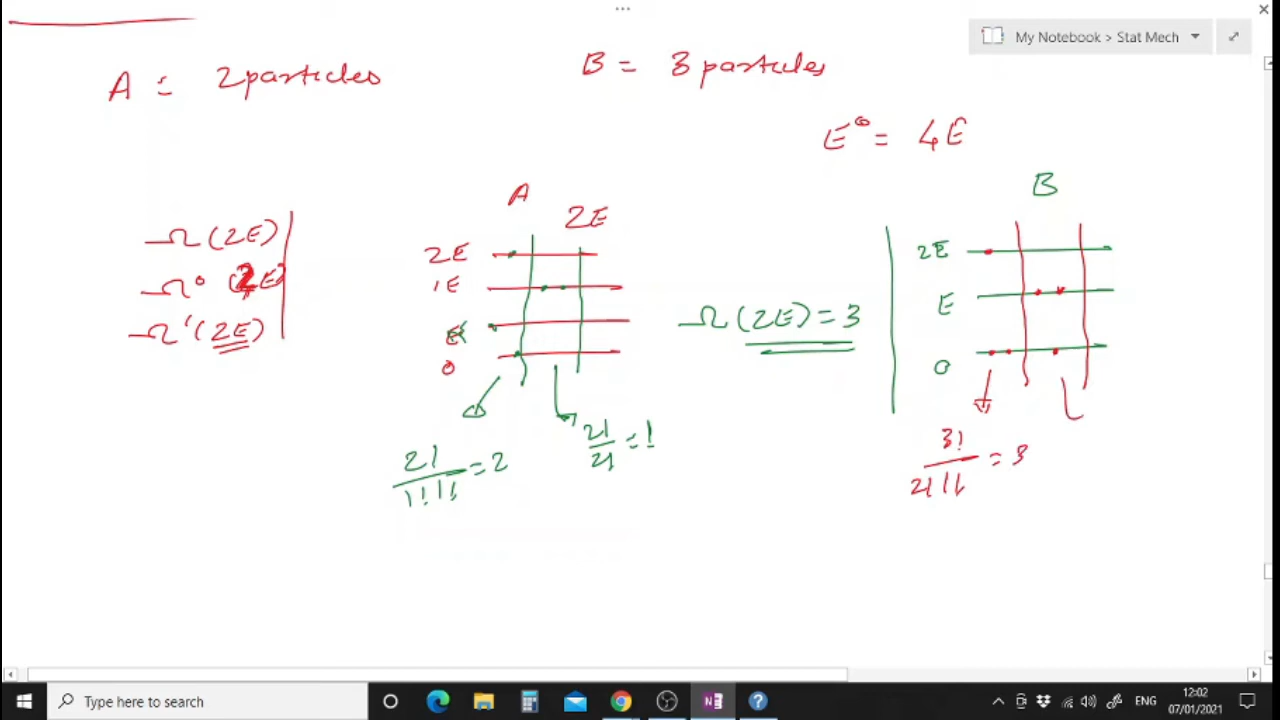 My Notebook > Stat Mech
A = 2 particles
B = 3 particles
E⁰ = 4E
A
2E
B
Ω(2E)
Ω⁰(2E)
Ω'(2E)
2E
1E
0
Ω(2E) = 3
2E
E
0
2!/1!1! = 2
2!/2! = 1
3!/2!1! = 3
Type here to search
ENG
12:02
07/01/2021